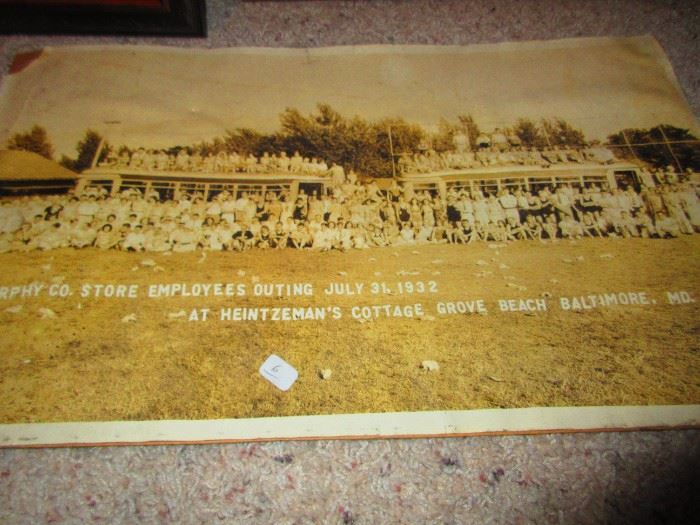 RPHY CO. STORE EMPLOYEES OUTING JULY 31, 1932
AT HEINTZEMAN'S COTTAGE GROVE BEACH BALTIMORE, MD.
6